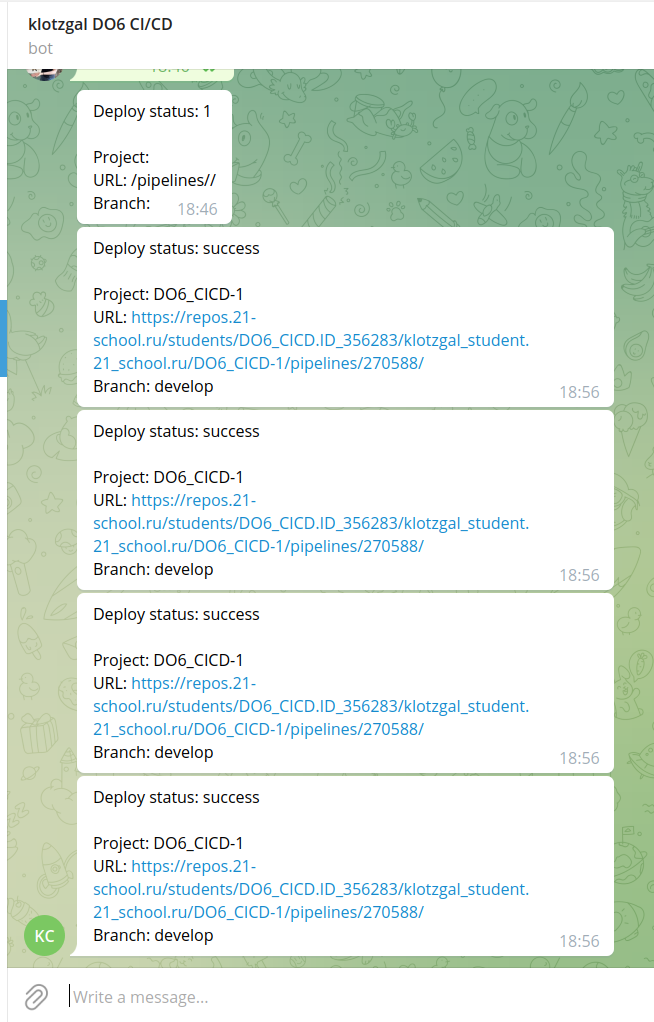 klotzgal DO6 CI/CD
bot
Deploy status: 1
Project:
URL: /pipelines//
Branch:
18:46
Deploy status: success
Project: DO6_CICD-1
URL: https://repos.21-
school.ru/students/DO6_CICD.ID_356283/klotzgal_student.
21_school.ru/DO6_CICD-1/pipelines/270588/
Branch: develop
18:56
Deploy status: success
Project: DO6_CICD-1
URL: https://repos.21-
school.ru/students/DO6_CICD.ID_356283/klotzgal_student.
21_school.ru/DO6_CICD-1/pipelines/270588/
Branch: develop
18:56
Deploy status: success
Project: DO6_CICD-1
URL: https://repos.21-
school.ru/students/DO6_CICD.ID_356283/klotzgal_student.
21_school.ru/DO6_CICD-1/pipelines/270588/
Branch: develop
18:56
Deploy status: success
Project: DO6_CICD-1
URL: https://repos.21-
school.ru/students/DO6_CICD.ID_356283/klotzgal_student.
21_school.ru/DO6_CICD-1/pipelines/270588/
Branch: develop
KC
18:56
Write a message...